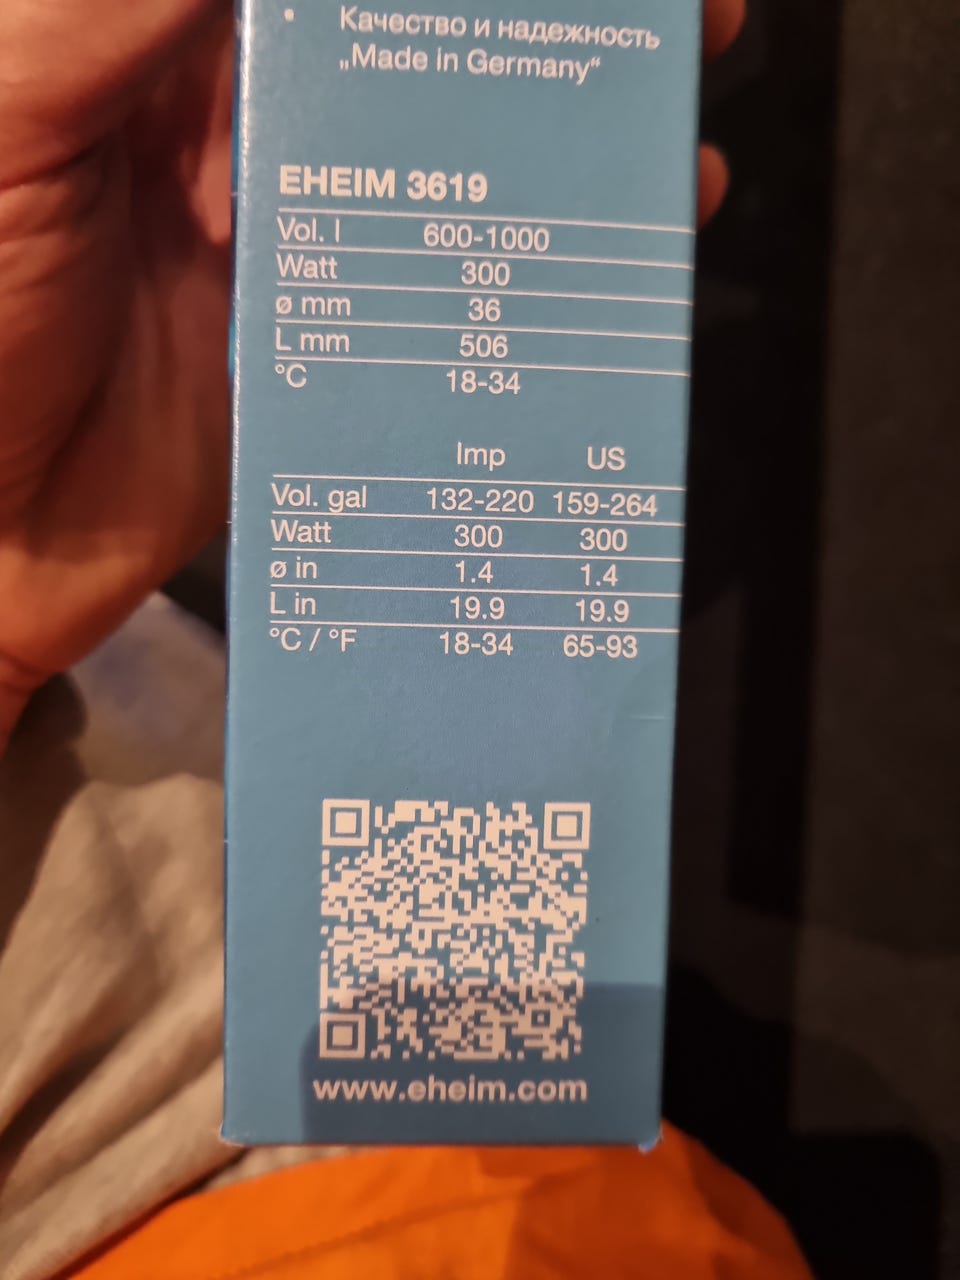 • Качество и надежность
„Made in Germany“
EHEIM 3619
Vol. l 600-1000
Watt 300
ø mm 36
L mm 506
°C 18-34
Imp US
Vol. gal 132-220 159-264
Watt 300 300
ø in 1.4 1.4
L in 19.9 19.9
°C / °F 18-34 65-93
www.eheim.com